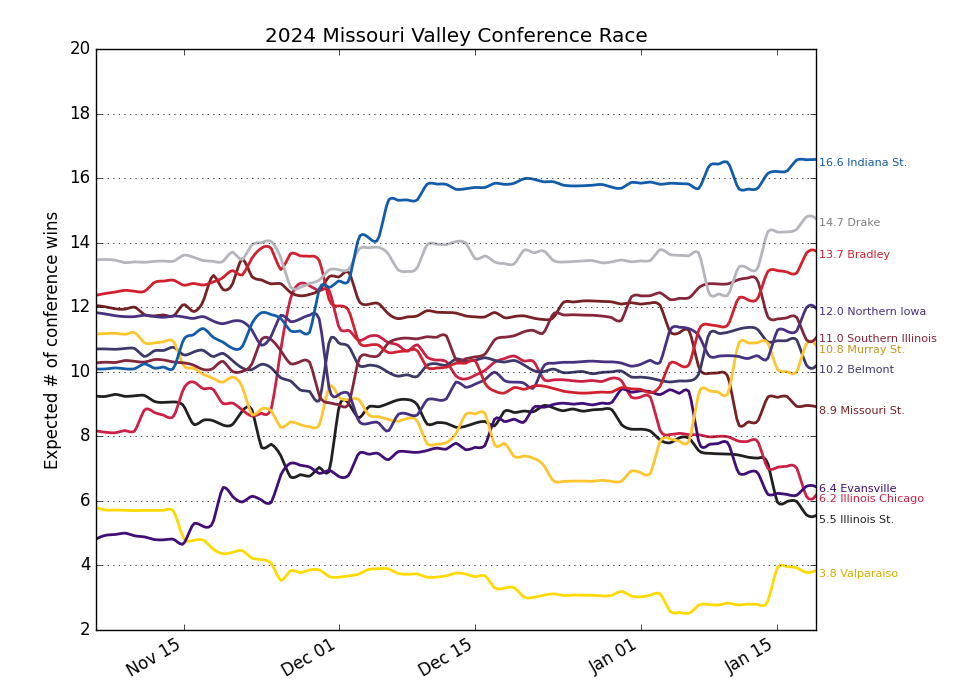 2024 Missouri Valley Conference Race
Expected # of conference wins
20
18
16
14
12
10
8
6
4
2
Nov 15
Dec 01
Dec 15
Jan 01
Jan 15
16.6 Indiana St.
14.7 Drake
13.7 Bradley
12.0 Northern Iowa
11.0 Southern Illinois
10.8 Murray St.
10.2 Belmont
8.9 Missouri St.
6.4 Evansville
6.2 Illinois Chicago
5.5 Illinois St.
3.8 Valparaiso